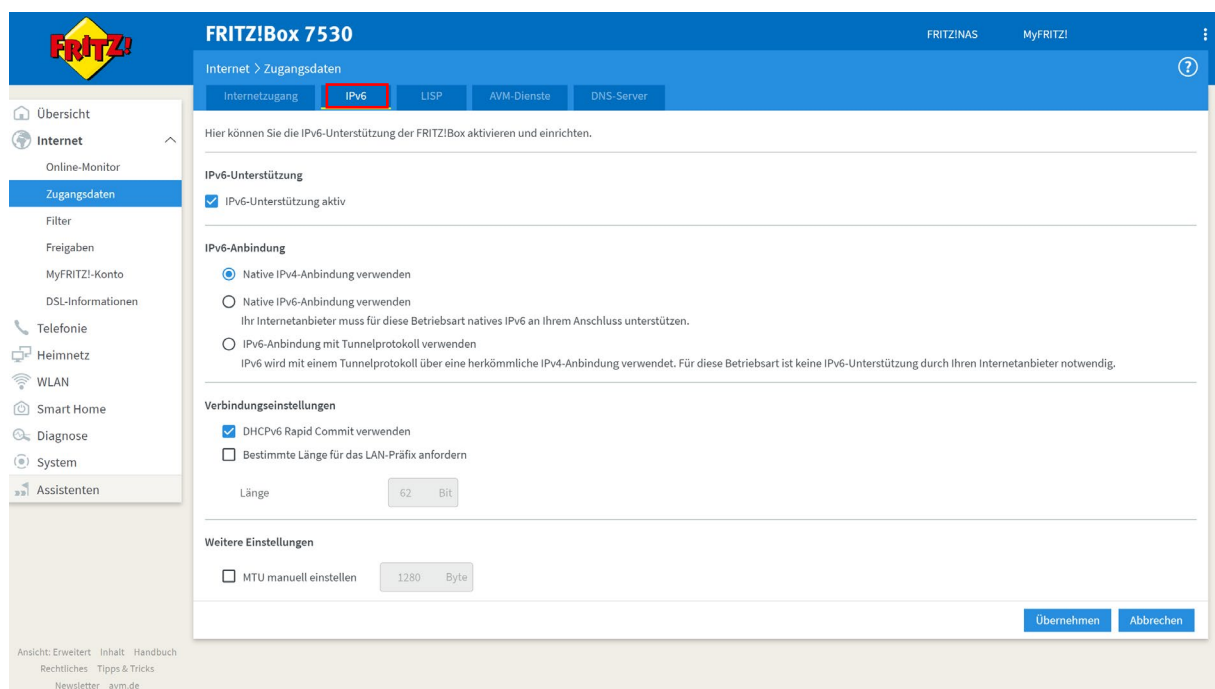 FRITZ!
FRITZ!Box 7530
FRITZ!NAS
MyFRITZ!
Internet > Zugangsdaten
?
Internetzugang
IPv6
LISP
AVM-Dienste
DNS-Server
Übersicht
Internet
Online-Monitor
Zugangsdaten
Filter
Freigaben
MyFRITZ!-Konto
DSL-Informationen
Telefonie
Heimnetz
WLAN
Smart Home
Diagnose
System
Assistenten
Hier können Sie die IPv6-Unterstützung der FRITZ!Box aktivieren und einrichten.
IPv6-Unterstützung
IPv6-Unterstützung aktiv
IPv6-Anbindung
Native IPv4-Anbindung verwenden
Native IPv6-Anbindung verwenden
Ihr Internetanbieter muss für diese Betriebsart natives IPv6 an Ihrem Anschluss unterstützen.
IPv6-Anbindung mit Tunnelprotokoll verwenden
IPv6 wird mit einem Tunnelprotokoll über eine herkömmliche IPv4-Anbindung verwendet. Für diese Betriebsart ist keine IPv6-Unterstützung durch Ihren Internetanbieter notwendig.
Verbindungseinstellungen
DHCPv6 Rapid Commit verwenden
Bestimmte Länge für das LAN-Präfix anfordern
Länge 62 Bit
Weitere Einstellungen
MTU manuell einstellen 1280 Byte
Übernehmen
Abbrechen
Ansicht: Erweitert Inhalt Handbuch
Rechtliches Tipps & Tricks
Newsletter avm.de